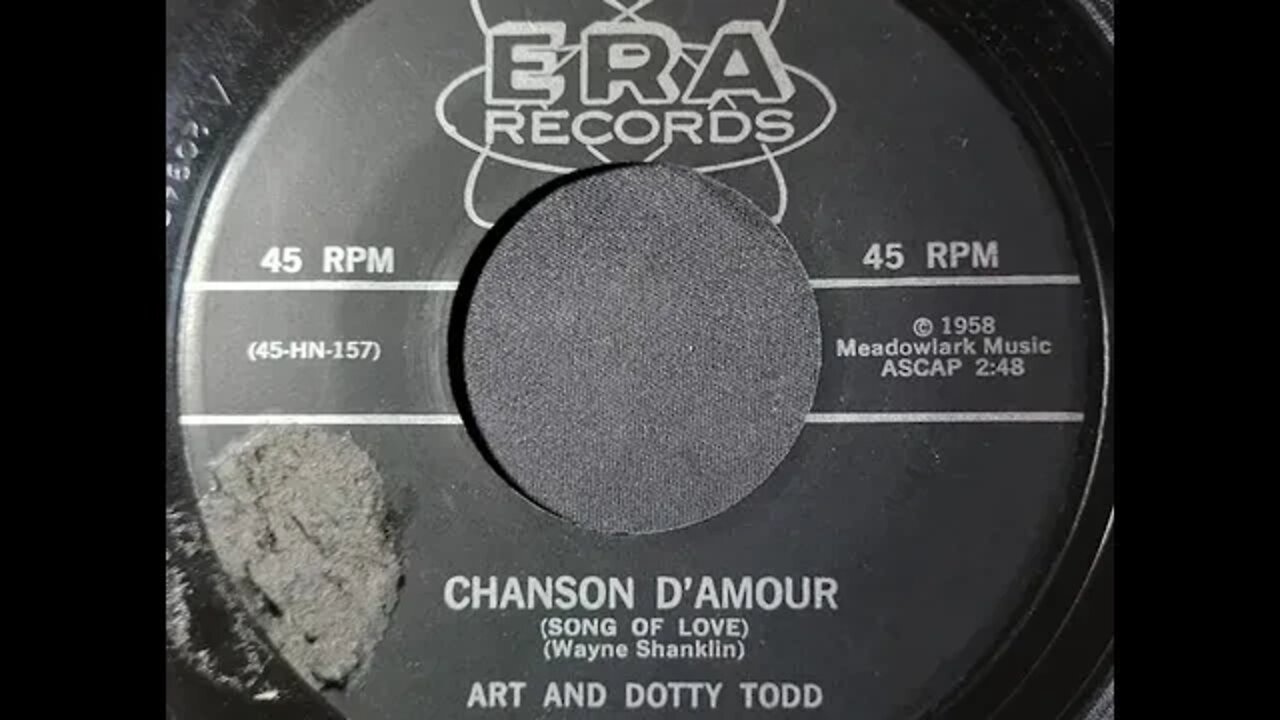 ERA
RECORDS
45 RPM
45 RPM
(45-HN-157)
© 1958
Meadowlark Music
ASCAP 2:48
CHANSON D'AMOUR
(SONG OF LOVE)
(Wayne Shanklin)
ART AND DOTTY TODD